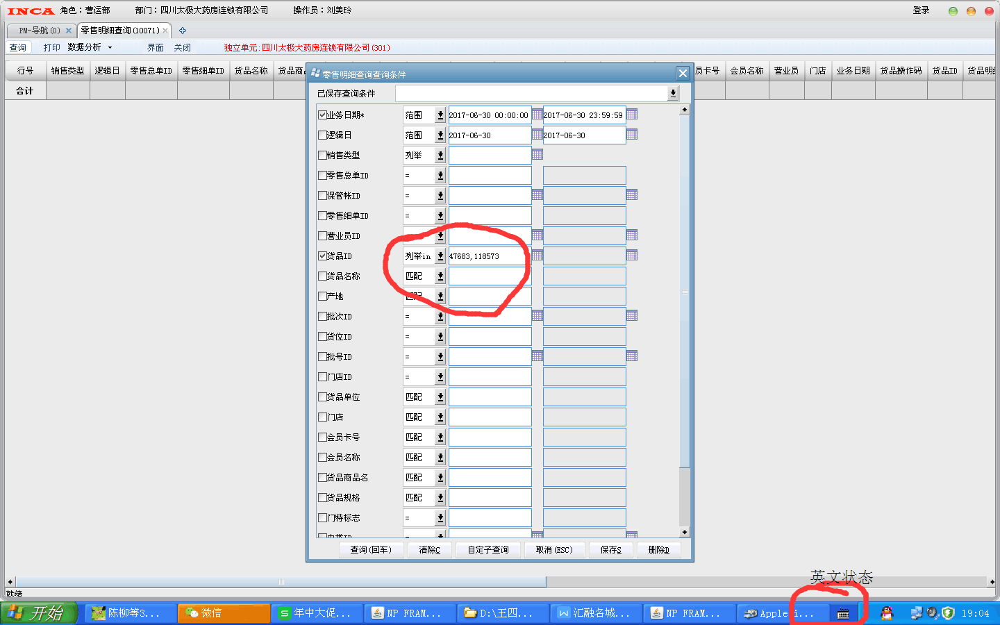 INCA 角色：营运部 部门：四川太极大药房连锁有限公司 操作员：刘美玲 登录
PM-导航(0) 零售明细查询(10071)
查询 打印 数据分析 界面 关闭 独立单元:四川太极大药房连锁有限公司(301)
行号 销售类型 逻辑日 零售总单ID 零售细单ID 货品名称 货品商 员卡号 会员名称 营业员 门店 业务日期 货品操作码 货品ID 货品明细
合计
零售明细查询查询条件
已保存查询条件
业务日期* 范围 2017-06-30 00:00:00 2017-06-30 23:59:59
逻辑日 范围 2017-06-30 2017-06-30
销售类型 列举
零售总单ID =
保管帐ID =
零售细单ID =
营业员ID
货品ID 列举in 47683,118573
货品名称 匹配
产地 匹配
批次ID =
货位ID =
批号ID =
门店ID =
货品单位 匹配
门店 匹配
会员卡号 匹配
会员名称 匹配
货品商品名 匹配
货品规格 匹配
门特标志 =
中类ID =
查询(回车) 清除C 自定子查询 取消(ESC) 保存S 删除D
英文状态
就绪
开始 陈柳等3... 微信 年中大促... NP FRAM... D:\王四... 汇融名城... NP FRAM... Applet i... 19:04